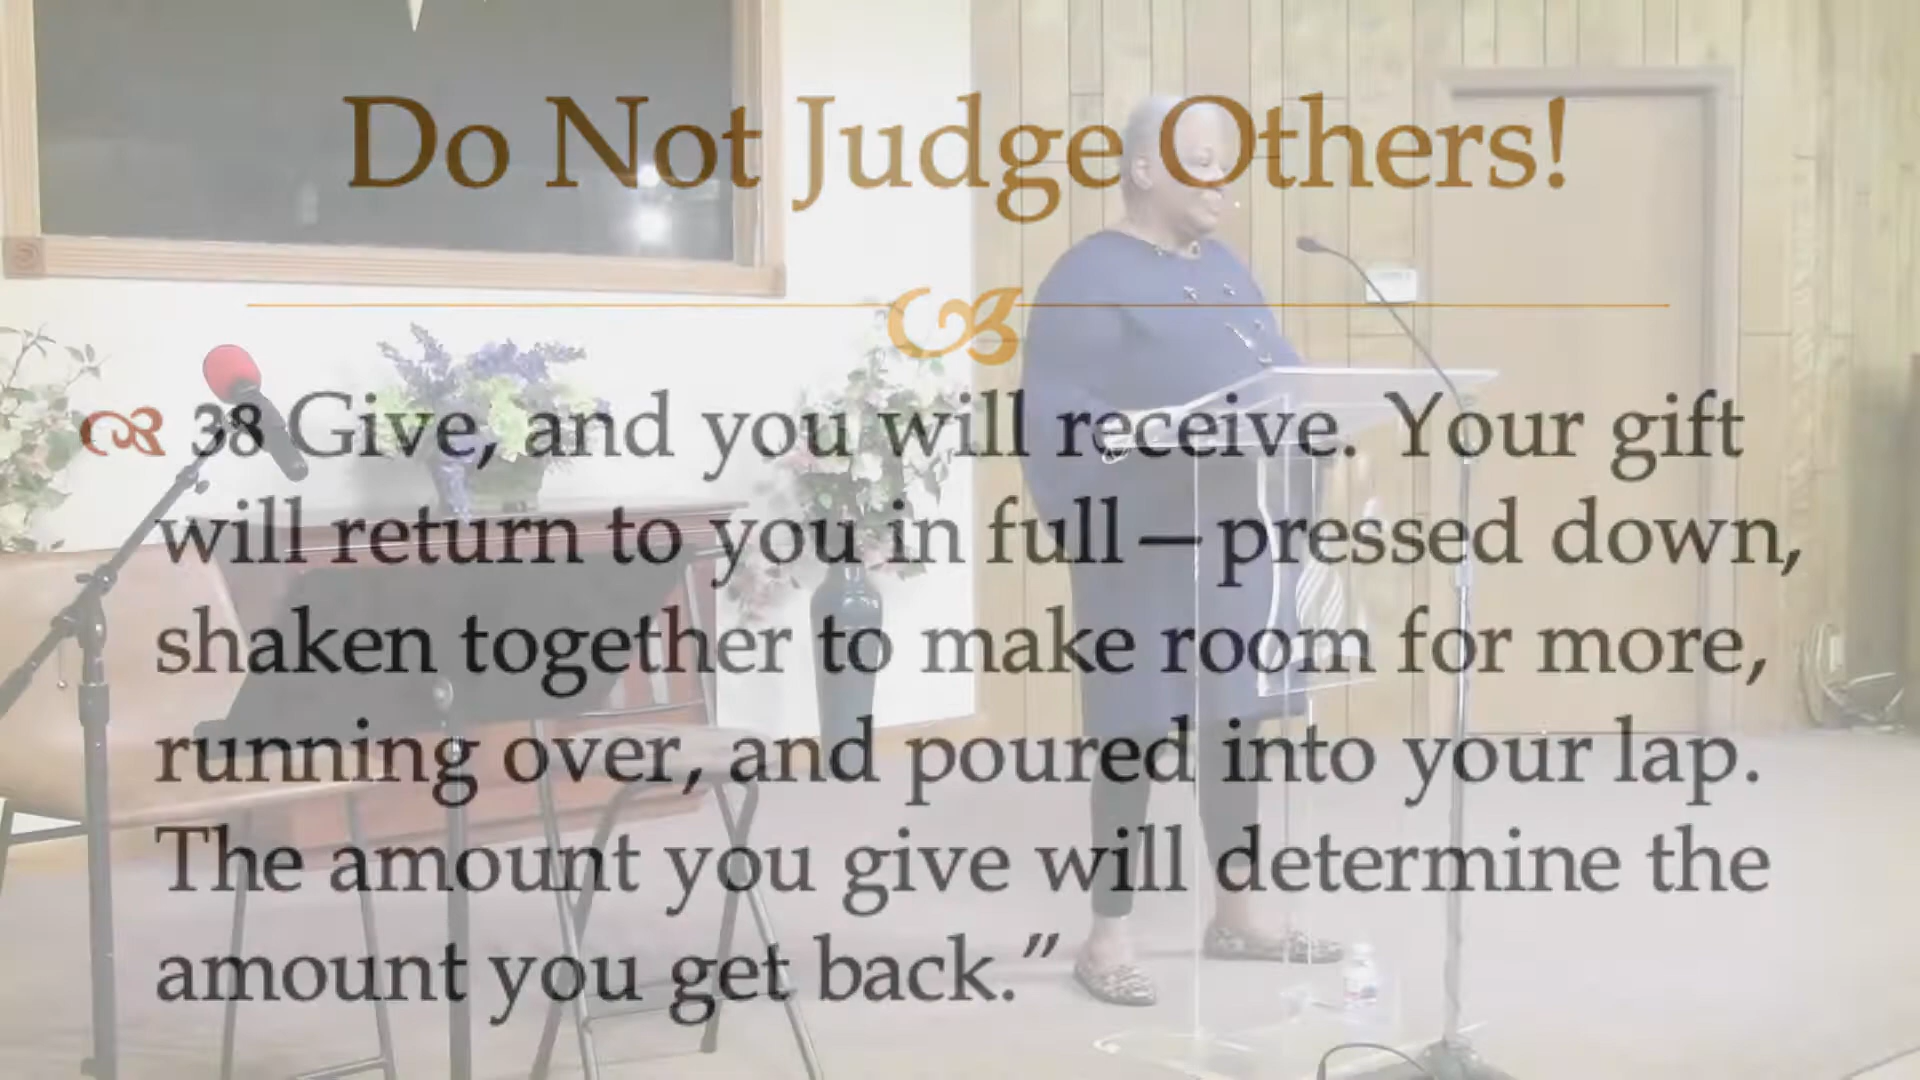 Do Not Judge Others!
38 Give, and you will receive. Your gift
will return to you in full—pressed down,
shaken together to make room for more,
running over, and poured into your lap.
The amount you give will determine the
amount you get back.”